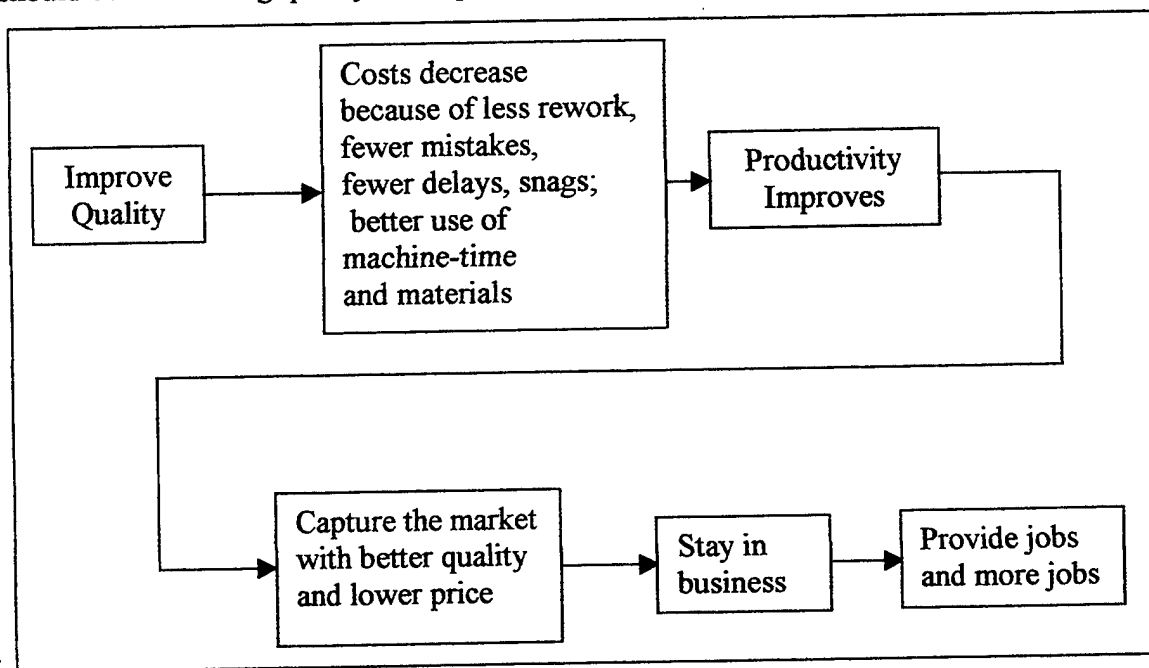 Improve
Quality
Costs decrease
because of less rework,
fewer mistakes,
fewer delays, snags;
better use of
machine-time
and materials
Productivity
Improves
Capture the market
with better quality
and lower price
Stay in
business
Provide jobs
and more jobs